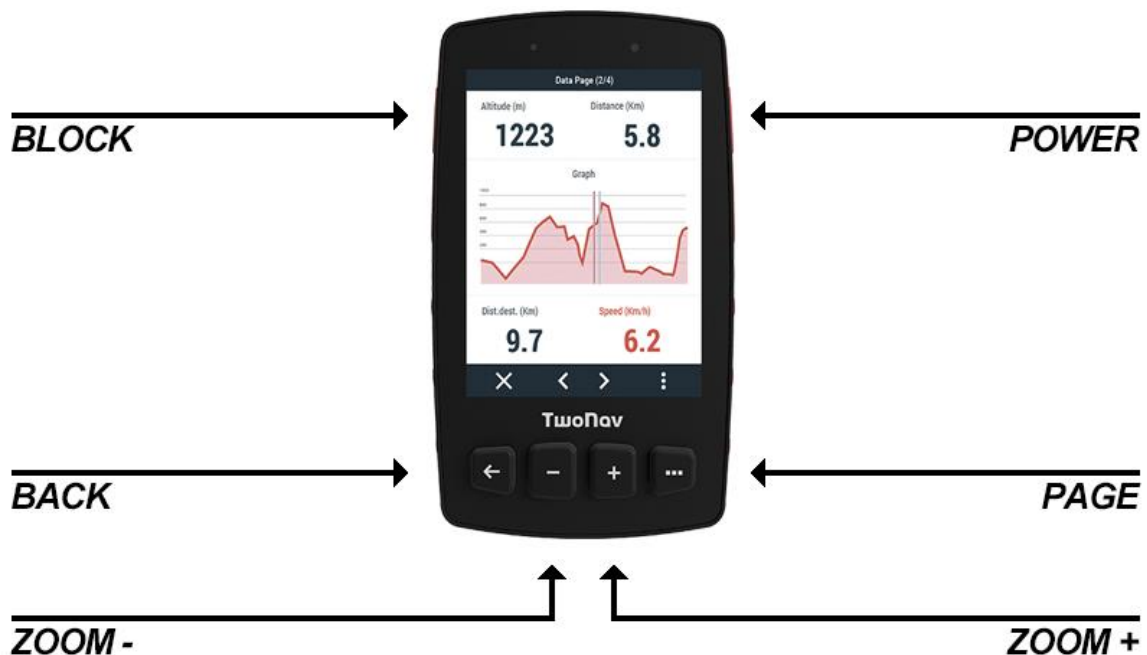 Data Page (2/4)
Altitude (m) Distance (Km)
1223 5.8
BLOCK POWER
Graph
Dist.dest. (Km) Speed (Km/h)
9.7 6.2
TwoNav
BACK PAGE
ZOOM - ZOOM +